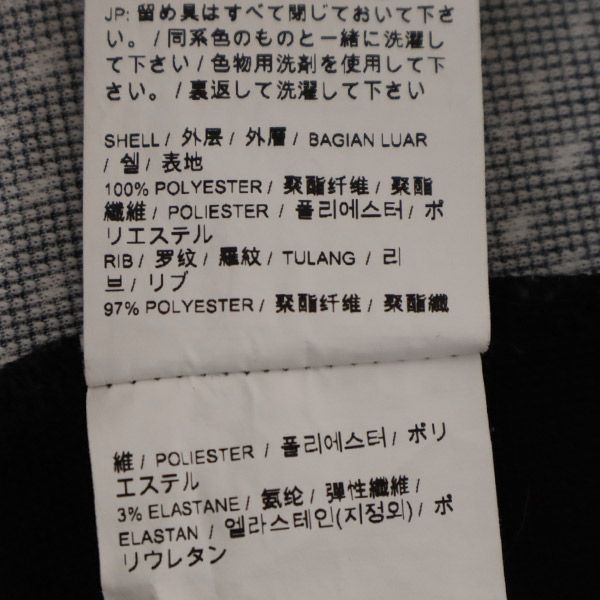 JP: 留め具はすべて閉じておいて下さ
い。 / 同系色のものと一緒に洗濯し
て下さい / 色物用洗剤を使用して下
さい。 / 裏返して洗濯して下さい
SHELL / 外层 / 外層 / BAGIAN LUAR
/ 쉘 / 表地
100% POLYESTER / 聚酯纤维 / 聚酯
纖維 / POLIESTER / 폴리에스터 / ポ
リエステル
RIB / 罗纹 / 羅紋 / TULANG / 리
브 / リブ
97% POLYESTER / 聚酯纤维 / 聚酯纖
維 / POLIESTER / 폴리에스터 / ポリ
エステル
3% ELASTANE / 氨纶 / 彈性纖維 /
ELASTAN / 엘라스테인(지정외) / ポ
リウレタン